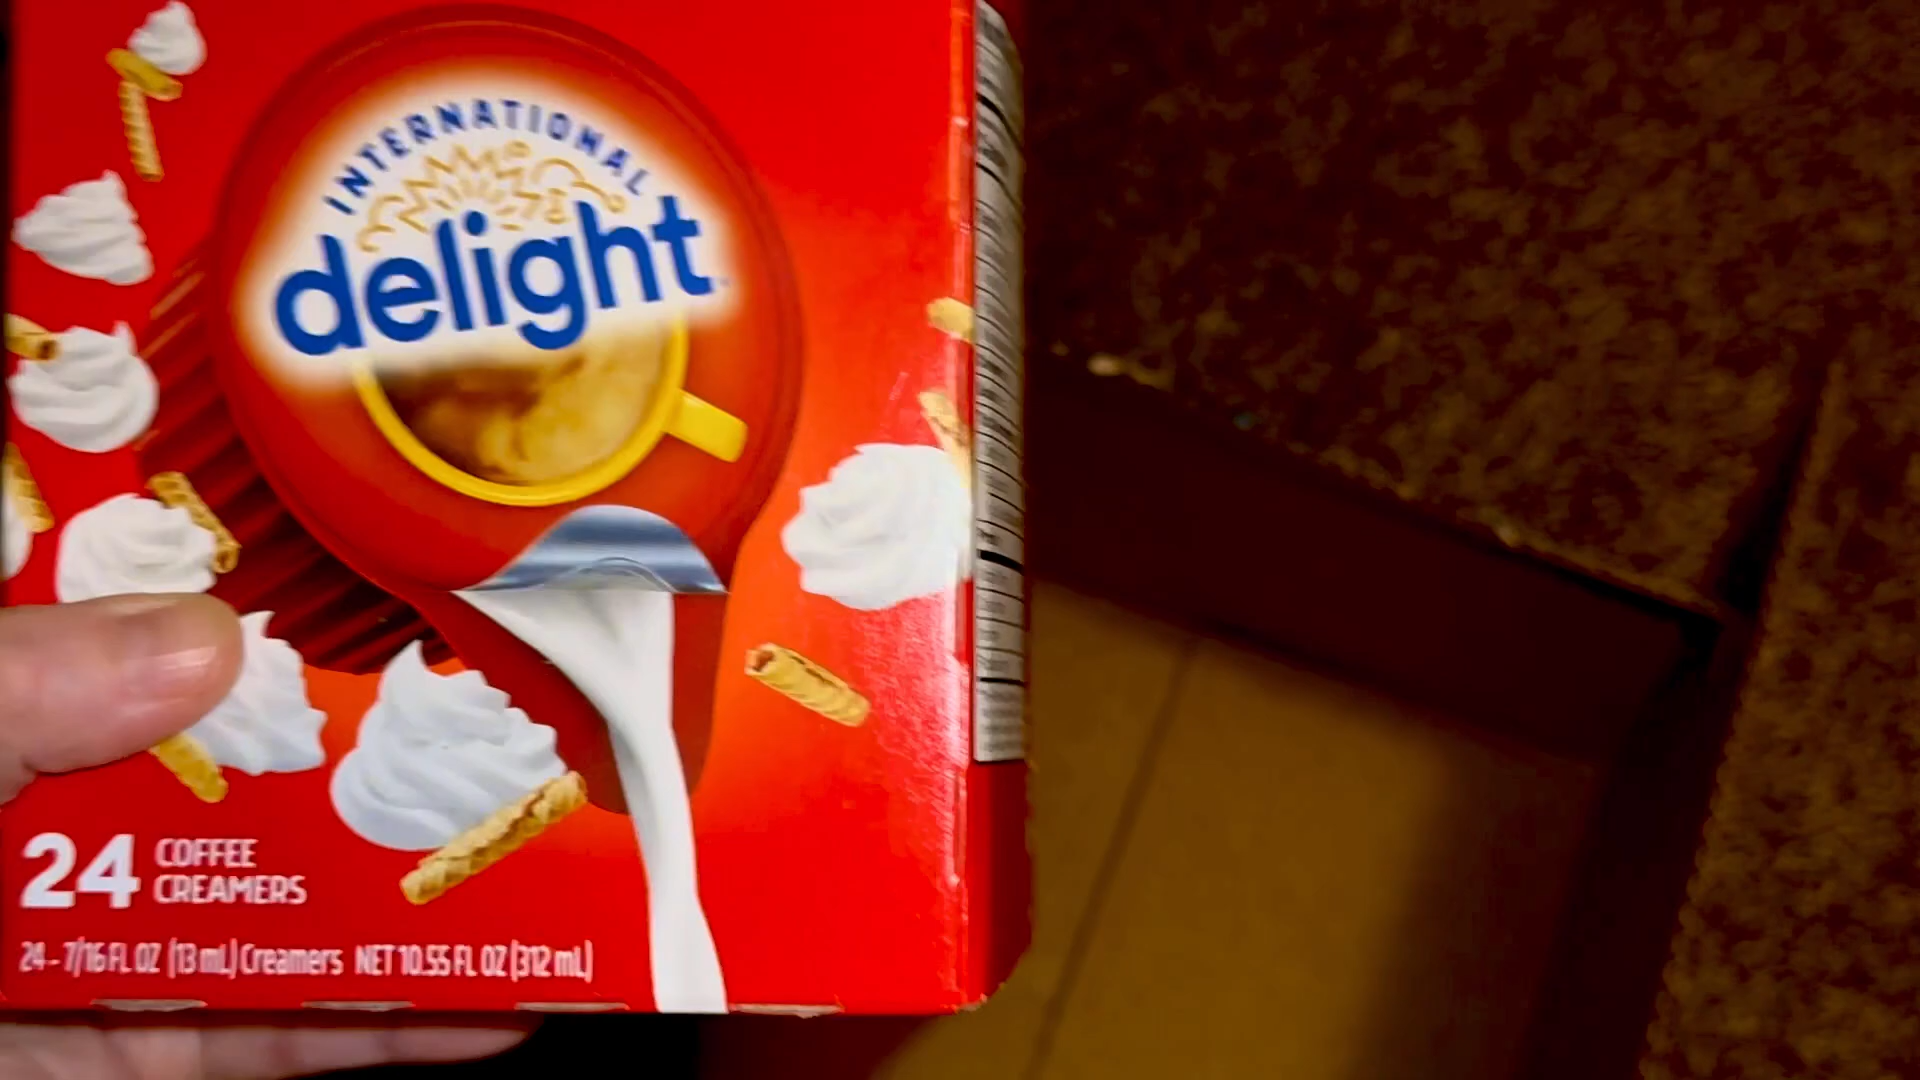 INTERNATIONAL
delight
24 COFFEE
CREAMERS
24 - 7/16 FL OZ (13 mL) Creamers NET 10.55 FL OZ (312 mL)